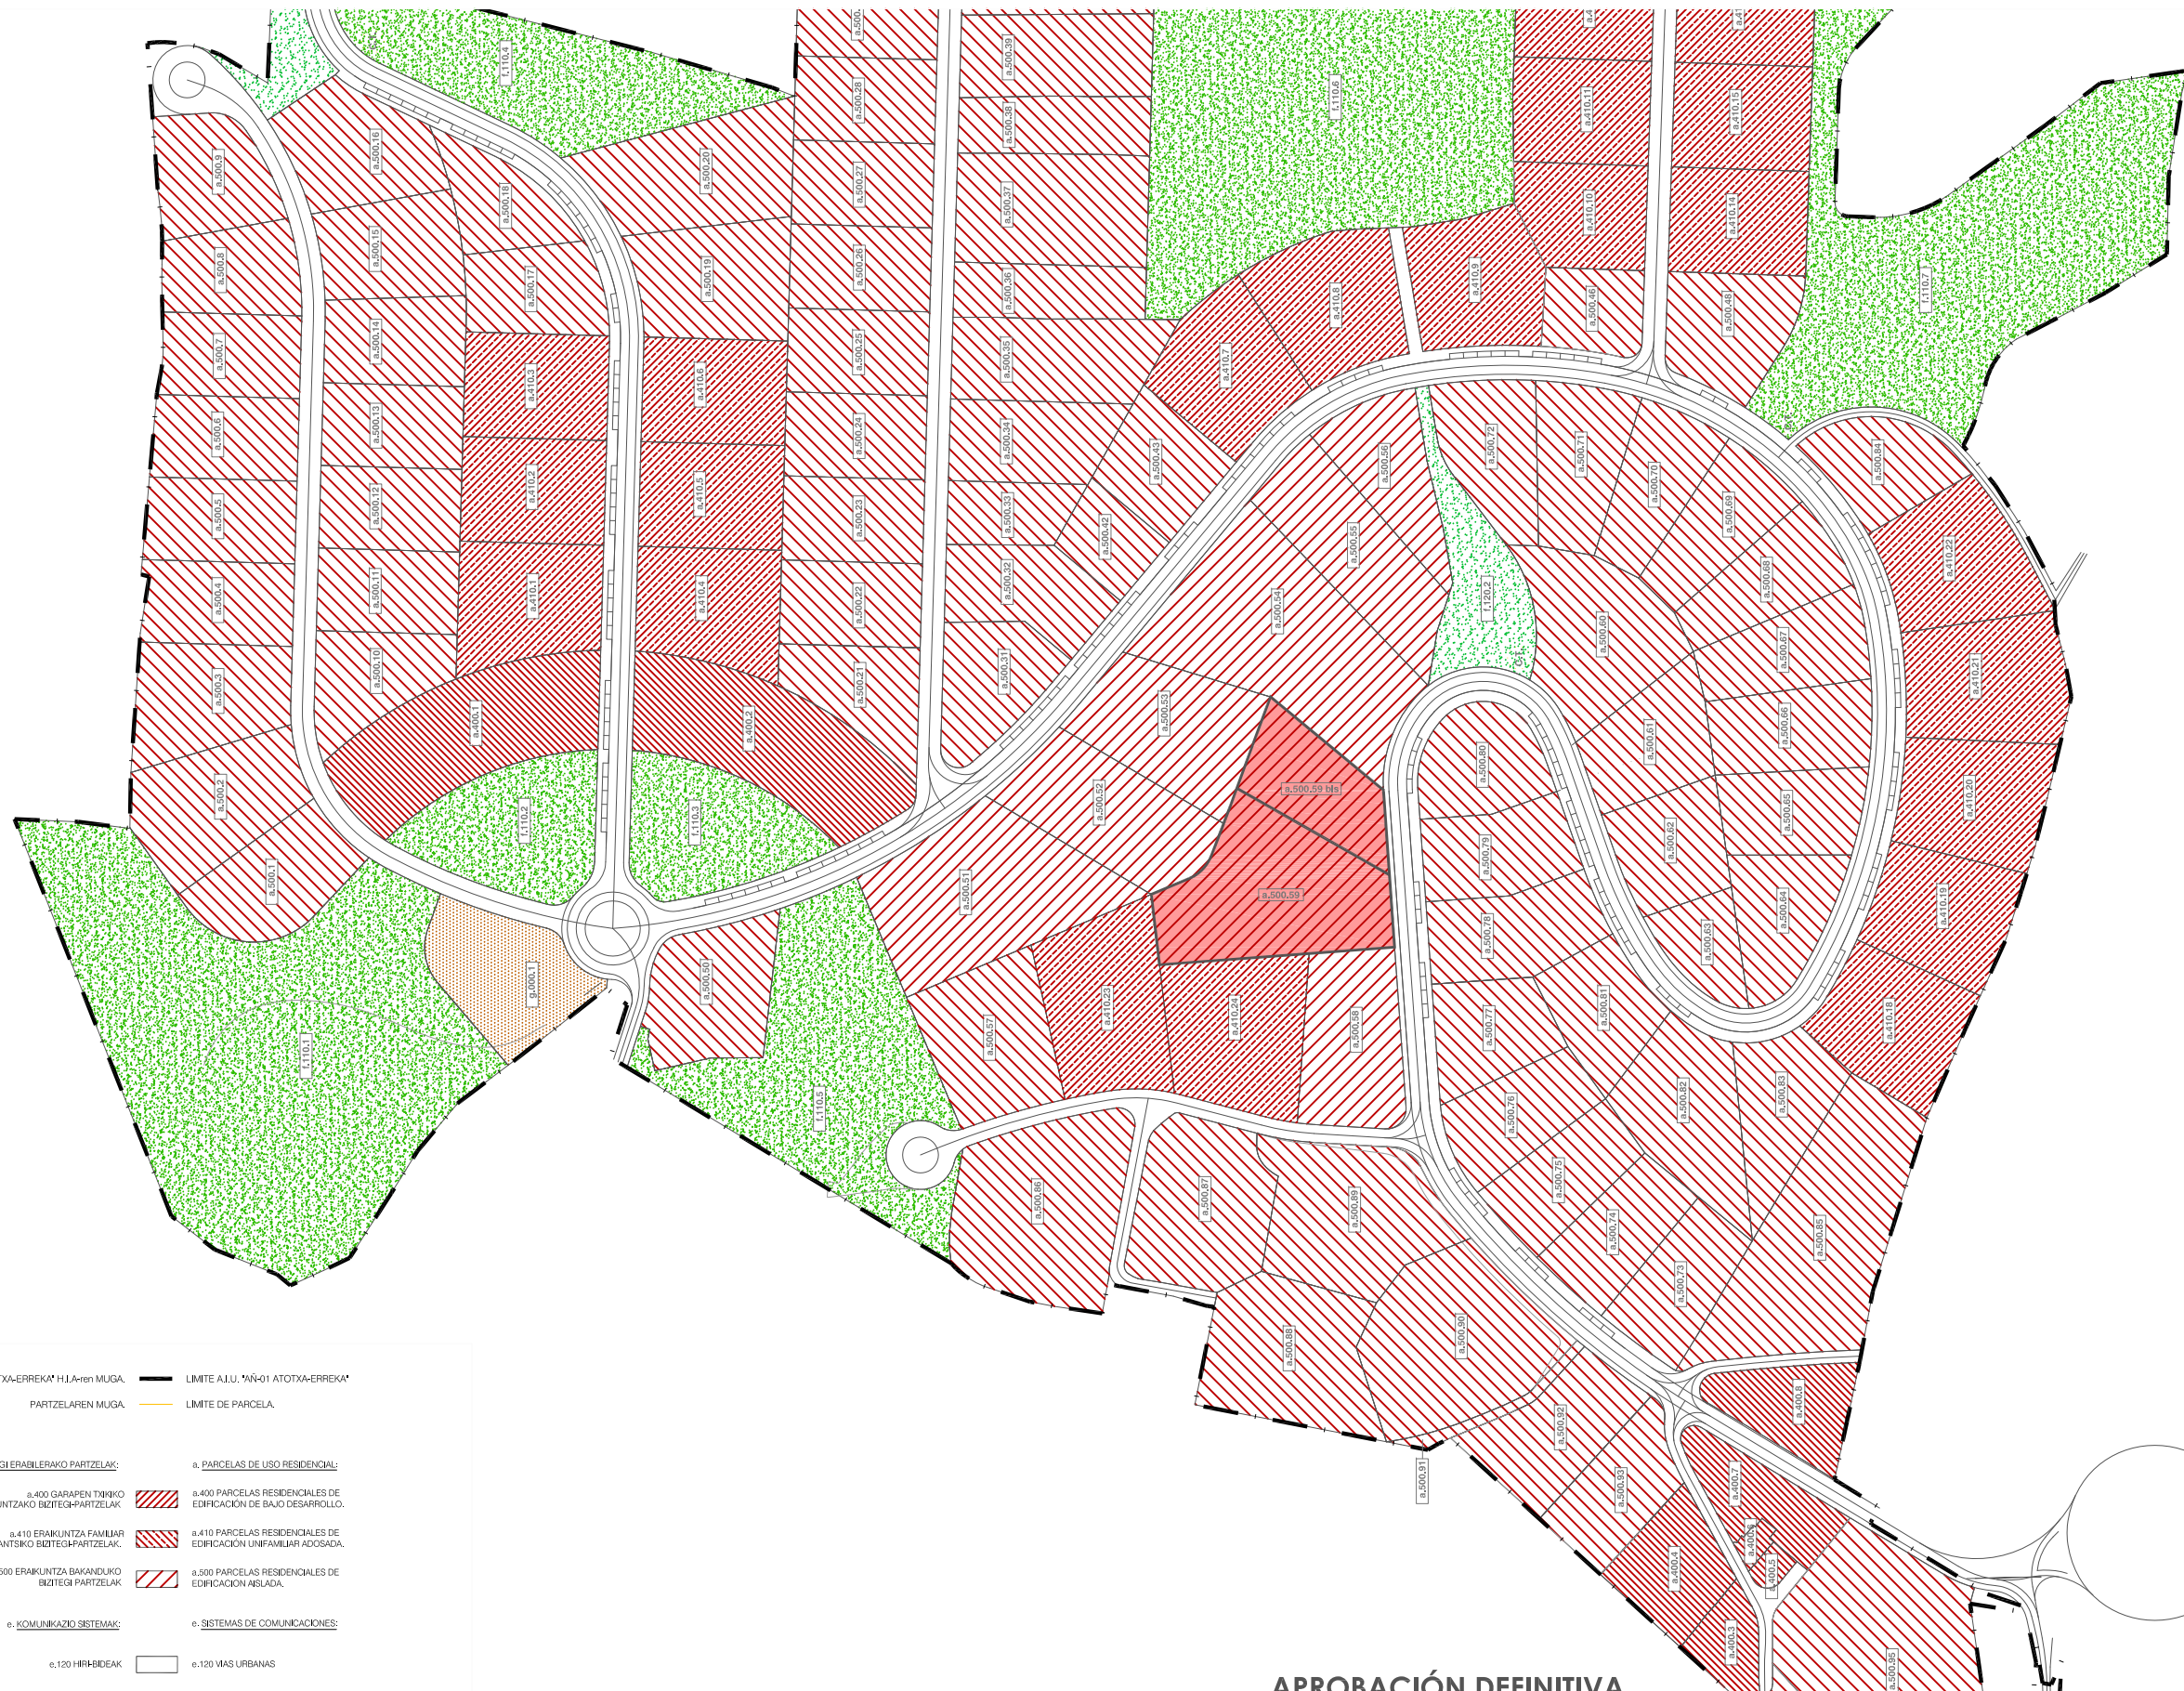 f.110.4
a.500.39
a.500.28
a.500.38
f.110.6
a.410.11
a.410.15
a.500.9
a.500.16
a.500.20
a.500.18
a.500.27
a.500.37
a.410.10
a.410.14
a.500.8
a.500.15
a.500.17
a.500.19
a.500.26
a.500.36
a.410.8
a.410.9
a.500.46
a.500.48
f.110.7
a.500.7
a.500.14
a.410.3
a.410.6
a.500.25
a.500.35
a.410.7
a.500.6
a.500.13
a.500.24
a.500.34
a.500.43
a.500.56
a.500.72
a.500.71
a.500.70
a.500.84
a.500.5
a.500.12
a.410.2
a.410.5
a.500.23
a.500.33
a.500.42
a.500.55
a.500.69
a.410.22
a.500.4
a.500.11
a.410.1
a.410.4
a.500.22
a.500.32
a.500.54
f.120.2
a.500.60
a.500.68
a.500.67
a.410.21
a.500.3
a.500.10
a.500.21
a.500.31
a.500.53
a.400.1
a.400.2
a.500.61
a.500.66
a.500.80
a.500.2
f.110.2
f.110.3
a.500.52
a.500.59 bis
a.500.65
a.410.20
a.500.1
a.500.51
a.500.59
a.500.79
a.500.62
a.500.64
a.410.19
a.500.78
a.500.63
g.000.1
a.500.50
a.410.23
a.410.24
a.500.58
a.500.57
a.500.77
a.500.81
a.410.18
f.110.1
f.110.5
a.500.76
a.500.82
a.500.83
a.500.86
a.500.87
a.500.89
a.500.75
a.500.74
a.500.85
a.500.73
a.500.88
a.500.90
a.500.91
a.500.92
a.500.93
a.400.8
a.400.7
a.400.5
a.400.4
a.400.3
a.500.95
XA-ERREKA" H.I.A-ren MUGA. LIMITE A.I.U. "AÑ-01 ATOTXA-ERREKA"
PARTZELAREN MUGA. LÍMITE DE PARCELA.
GI ERABILERAKO PARTZELAK: a. PARCELAS DE USO RESIDENCIAL:
a.400 GARAPEN TXIKIKO a.400 PARCELAS RESIDENCIALES DE
UNTZAKO BIZITEGI-PARTZELAK EDIFICACIÓN DE BAJO DESARROLLO.
a.410 ERAIKUNTZA FAMILIAR a.410 PARCELAS RESIDENCIALES DE
ANTSIKO BIZITEGI-PARTZELAK. EDIFICACIÓN UNIFAMILIAR ADOSADA.
500 ERAIKUNTZA BAKANDUKO a.500 PARCELAS RESIDENCIALES DE
BIZITEGI PARTZELAK EDIFICACION AISLADA.
e. KOMUNIKAZIO SISTEMAK: e. SISTEMAS DE COMUNICACIONES:
e.120 HIRI-BIDEAK e.120 VIAS URBANAS
APROBACIÓN DEFINITIVA